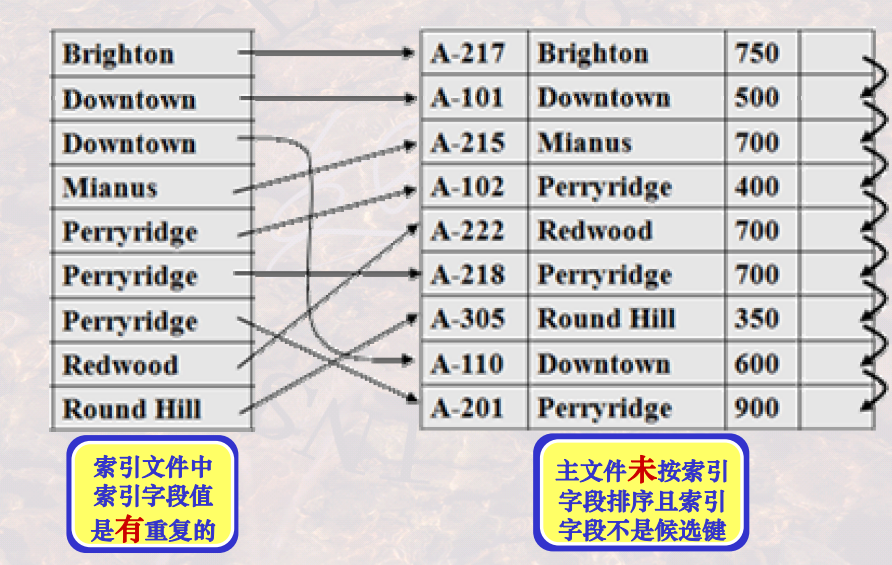 Brighton
Downtown
Downtown
Mianus
Perryridge
Perryridge
Perryridge
Redwood
Round Hill
A-217 Brighton 750
A-101 Downtown 500
A-215 Mianus 700
A-102 Perryridge 400
A-222 Redwood 700
A-218 Perryridge 700
A-305 Round Hill 350
A-110 Downtown 600
A-201 Perryridge 900
索引文件中
索引字段值
是有重复的
主文件未按索引
字段排序且索引
字段不是候选键